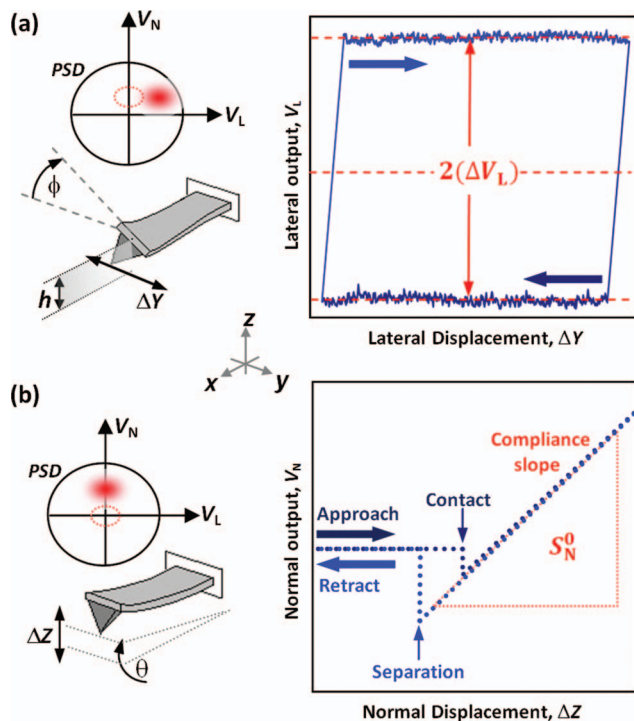 (a)
V_N
PSD
V_L
ϕ
h
ΔY
Lateral output, V_L
2(ΔV_L)
Lateral Displacement, ΔY
z
x
y
(b)
V_N
PSD
V_L
ΔZ
θ
Normal output, V_N
Compliance
slope
Contact
Approach
S_N^0
Retract
Separation
Normal Displacement, ΔZ